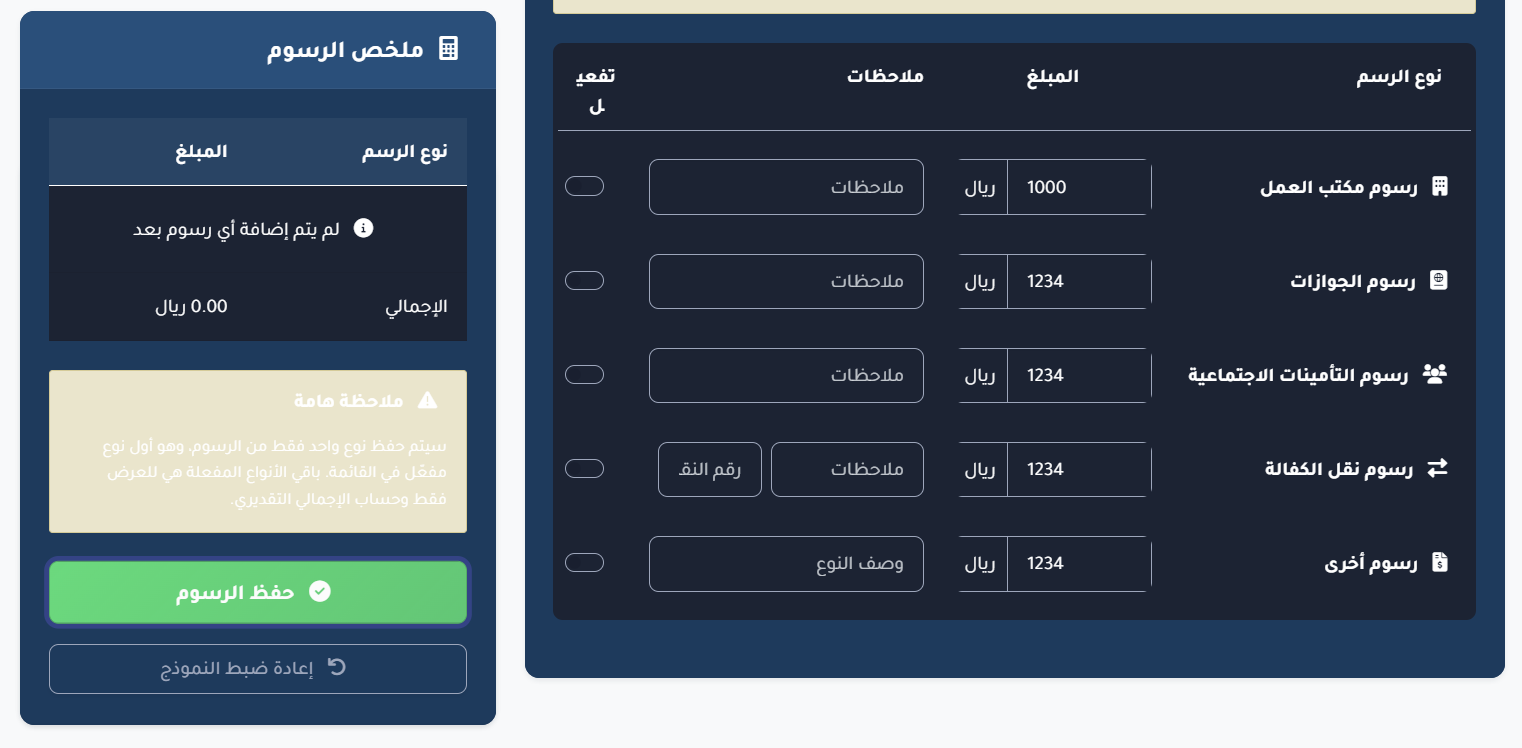 نوع الرسم المبلغ ملاحظات تفعي
ل
رسوم مكتب العمل 1000 ريال ملاحظات
رسوم الجوازات 1234 ريال ملاحظات
رسوم التأمينات الاجتماعية 1234 ريال ملاحظات
رسوم نقل الكفالة 1234 ريال ملاحظات رقم النق
رسوم أخرى 1234 ريال وصف النوع
ملخص الرسوم
نوع الرسم المبلغ
لم يتم إضافة أي رسوم بعد
الإجمالي 0.00 ريال
ملاحظة هامة
سيتم حفظ نوع واحد فقط من الرسوم، وهو أول نوع
مفعّل في القائمة. باقي الأنواع المفعلة هي للعرض
فقط وحساب الإجمالي التقديري.
حفظ الرسوم
إعادة ضبط النموذج